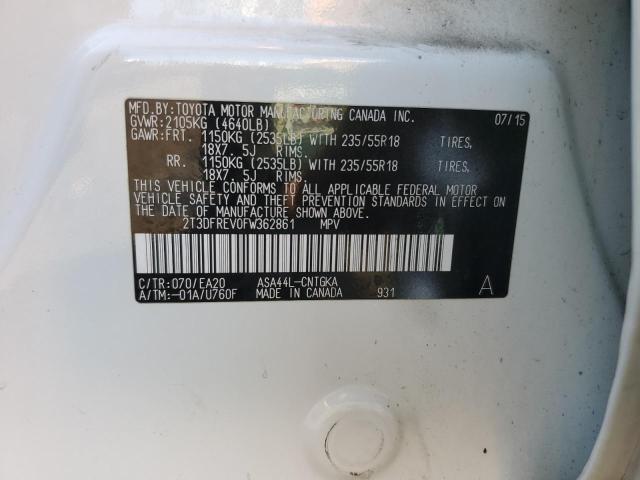 MFD.BY:TOYOTA MOTOR MANUFACTURING CANADA INC. 07/15
GVWR:2105KG (4640LB)
GAWR:FRT. 1150KG (2535LB) WITH 235/55R18 TIRES,
18X7. 5J RIMS.
RR. 1150KG (2535LB) WITH 235/55R18 TIRES,
18X7. 5J RIMS.
THIS VEHICLE CONFORMS TO ALL APPLICABLE FEDERAL MOTOR
VEHICLE SAFETY AND THEFT PREVENTION STANDARDS IN EFFECT
ON THE DATE OF MANUFACTURE SHOWN ABOVE.
2T3DFREV0FW362861 MPV
C/TR:070/EA20 ASA44L-CNTGKA
A/TM:-01A/U760F MADE IN CANADA 931 A